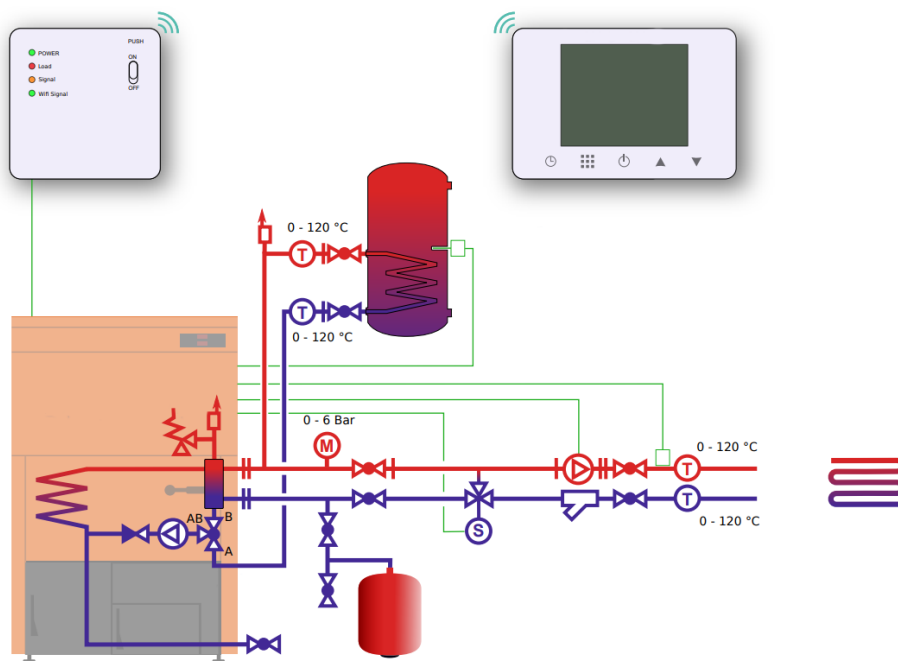 PUSH
POWER
ON
Load
Signal
OFF
Wifi Signal
0 - 120 °C
T
T
0 - 120 °C
0 - 6 Bar
M
0 - 120 °C
T
T
0 - 120 °C
AB
B
A
S